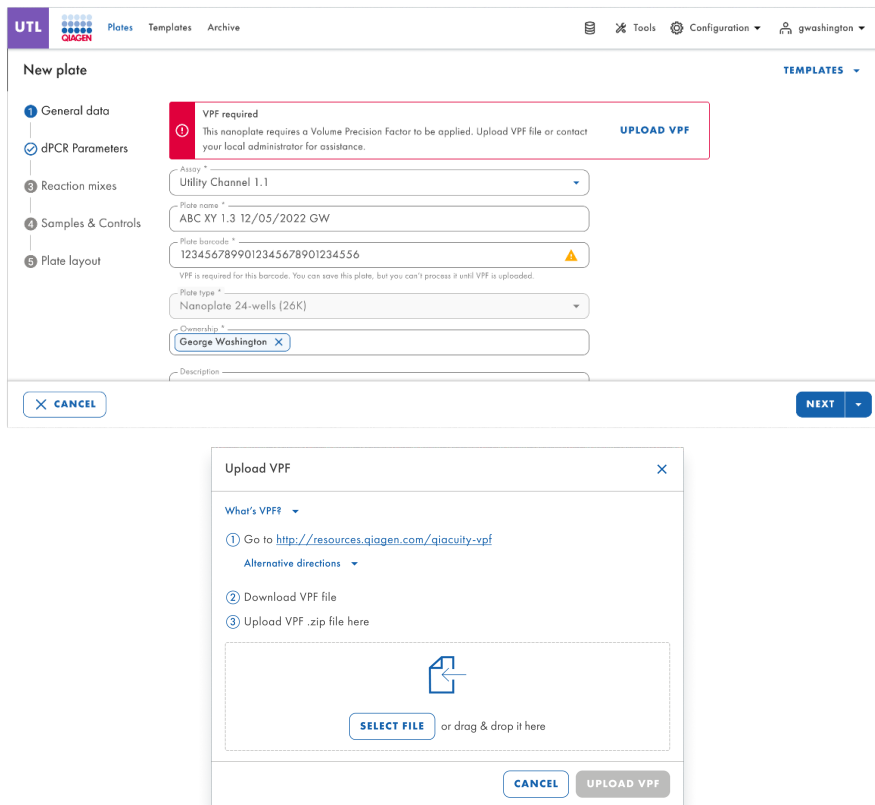 UTL
QIAGEN
Plates Templates Archive
Tools Configuration gwashington
New plate
TEMPLATES
1 General data
dPCR Parameters
3 Reaction mixes
4 Samples & Controls
5 Plate layout
VPF required
This nanoplate requires a Volume Precision Factor to be applied. Upload VPF file or contact
your local administrator for assistance.
UPLOAD VPF
Assay *
Utility Channel 1.1
Plate name *
ABC XY 1.3 12/05/2022 GW
Plate barcode *
1234567899012345678901234556
VPF is required for this barcode. You can save this plate, but you can't process it until VPF is uploaded.
Plate type *
Nanoplate 24-wells (26K)
Ownership *
George Washington
Description
CANCEL
NEXT
Upload VPF
What's VPF?
1 Go to http://resources.qiagen.com/qiacuity-vpf
Alternative directions
2 Download VPF file
3 Upload VPF .zip file here
SELECT FILE or drag & drop it here
CANCEL UPLOAD VPF